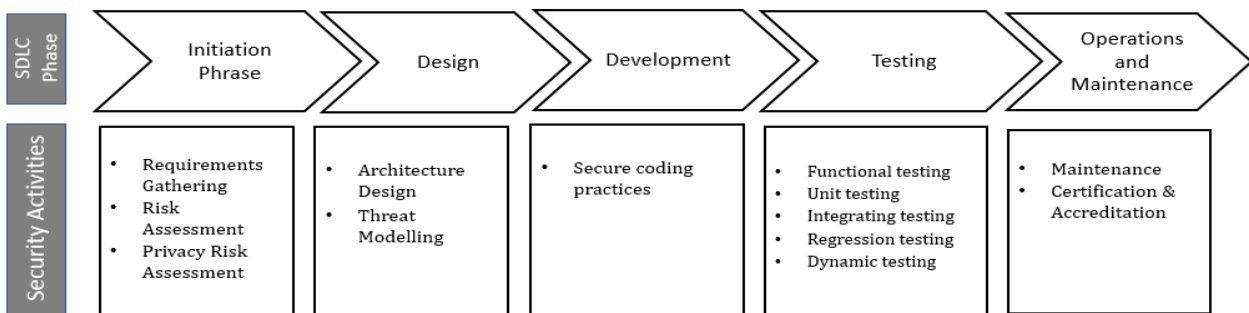 SDLC
Phase
Initiation
Phrase
Design
Development
Testing
Operations
and
Maintenance
Security Activities
• Requirements
Gathering
• Risk
Assessment
• Privacy Risk
Assessment
• Architecture
Design
• Threat
Modelling
• Secure coding
practices
• Functional testing
• Unit testing
• Integrating testing
• Regression testing
• Dynamic testing
• Maintenance
• Certification &
Accreditation